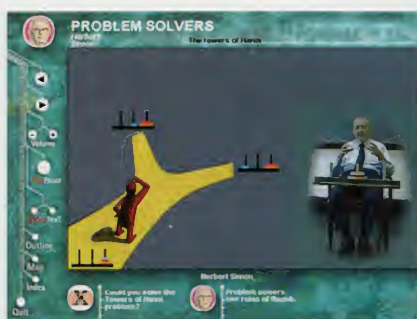 PROBLEM SOLVERS
Herbert
Simon
The Towers of Hanoi
Volume
Pause
Text
Outline
Map
Index
Quit
Herbert Simon
Could you solve the
Towers of Hanoi
problem?
Problem solvers
use rules of thumb.